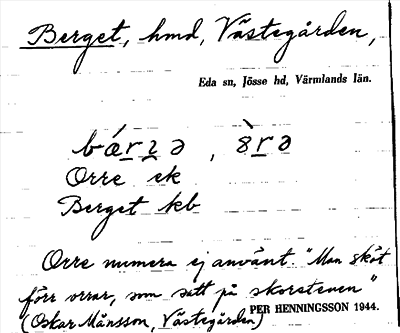 Berget, hmd, Västegården,
Eda sn, Jösse hd, Värmlands län.
Orre ek
Berget kb
Orre numera ej använt. "Man sköt
förr orrar, som satt på skorstenen"
PER HENNINGSSON 1944.
(Oskar Månsson, Västegården)